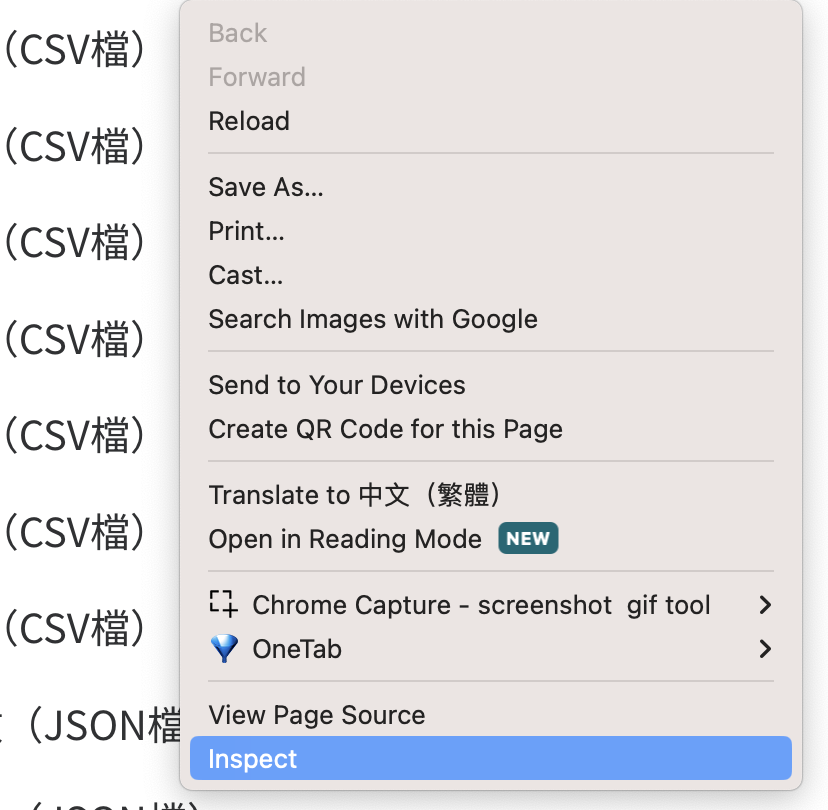 （CSV檔）
（CSV檔）
（CSV檔）
（CSV檔）
（CSV檔）
（CSV檔）
（CSV檔）
（JSON檔
（JSON檔）
Back
Forward
Reload
Save As...
Print...
Cast...
Search Images with Google
Send to Your Devices
Create QR Code for this Page
Translate to 中文（繁體）
Open in Reading Mode NEW
Chrome Capture - screenshot gif tool
OneTab
View Page Source
Inspect